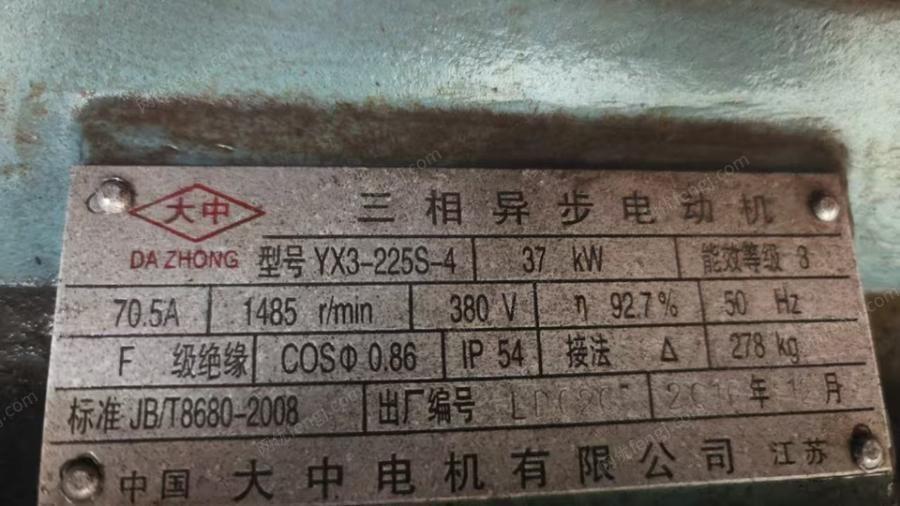 大中 三相异步电动机
DA ZHONG 型号 YX3-225S-4 37 kW 能效等级 3
70.5A 1485 r/min 380 V η 92.7% 50 Hz
F 级绝缘 COSΦ 0.86 IP 54 接法 Δ 278 kg
标准 JB/T8680-2008 出厂编号 年 月
中国 大中电机有限公司 江苏